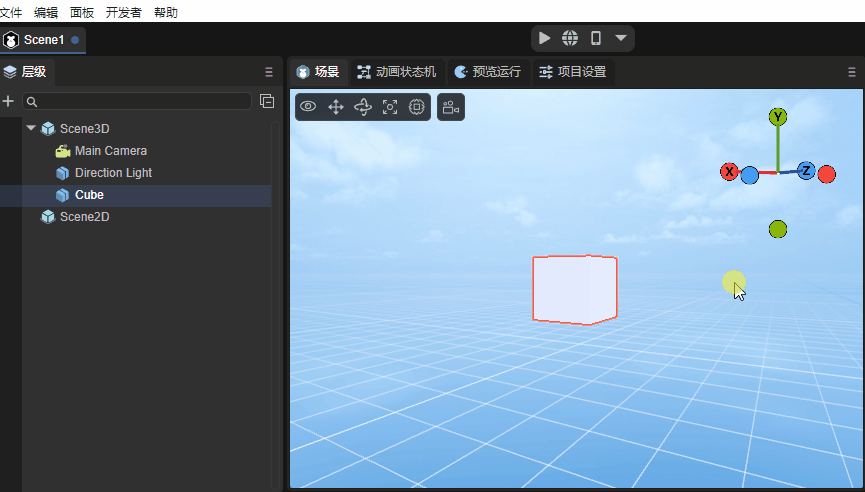 文件 编辑 面板 开发者 帮助
Scene1
层级
场景 动画状态机 预览运行 项目设置
Scene3D
Main Camera
Direction Light
Cube
Scene2D
Y
X
Z